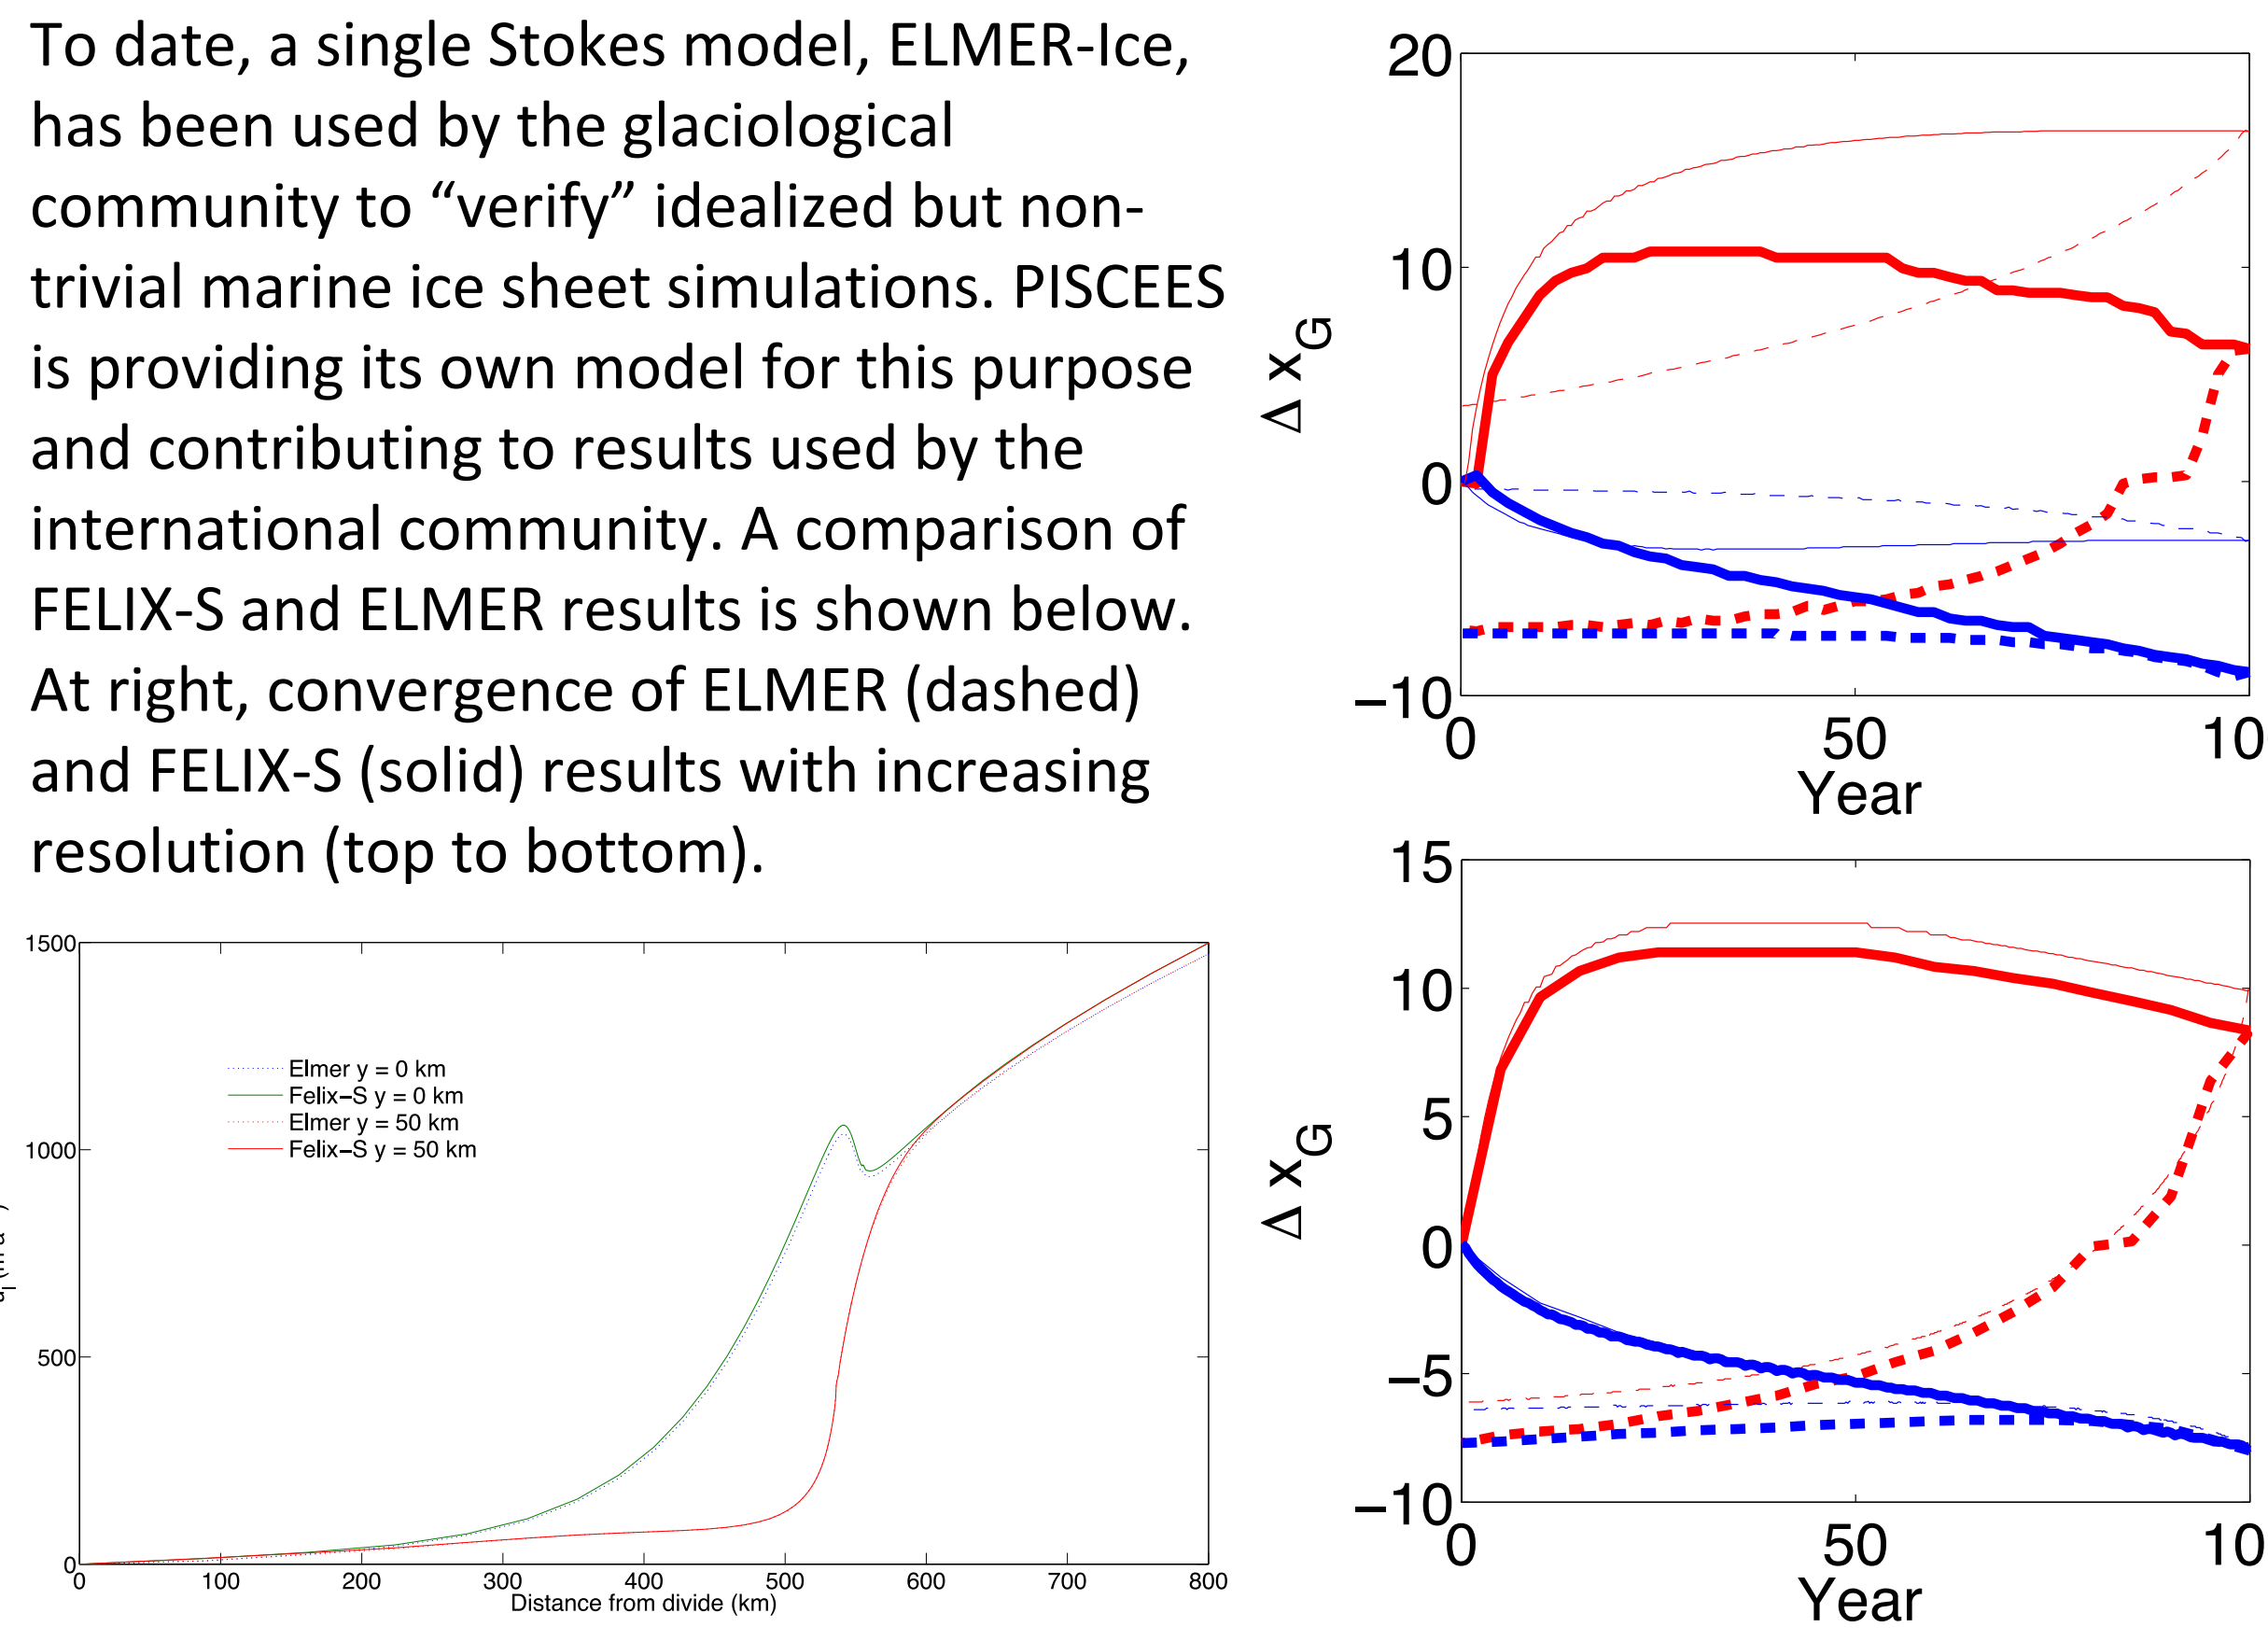 To date, a single Stokes model, ELMER-Ice,
has been used by the glaciological
community to “verify” idealized but non-
trivial marine ice sheet simulations. PISCEES
is providing its own model for this purpose
and contributing to results used by the
international community. A comparison of
FELIX-S and ELMER results is shown below.
At right, convergence of ELMER (dashed)
and FELIX-S (solid) results with increasing
resolution (top to bottom).
20
10
0
−10
Δ xG
0 50 10
Year
15
10
5
0
−5
−10
Δ xG
0 50 10
Year
1500
1000
500
0
Elmer y = 0 km
Felix−S y = 0 km
Elmer y = 50 km
Felix−S y = 50 km
0 100 200 300 400 500 600 700 800
Distance from divide (km)